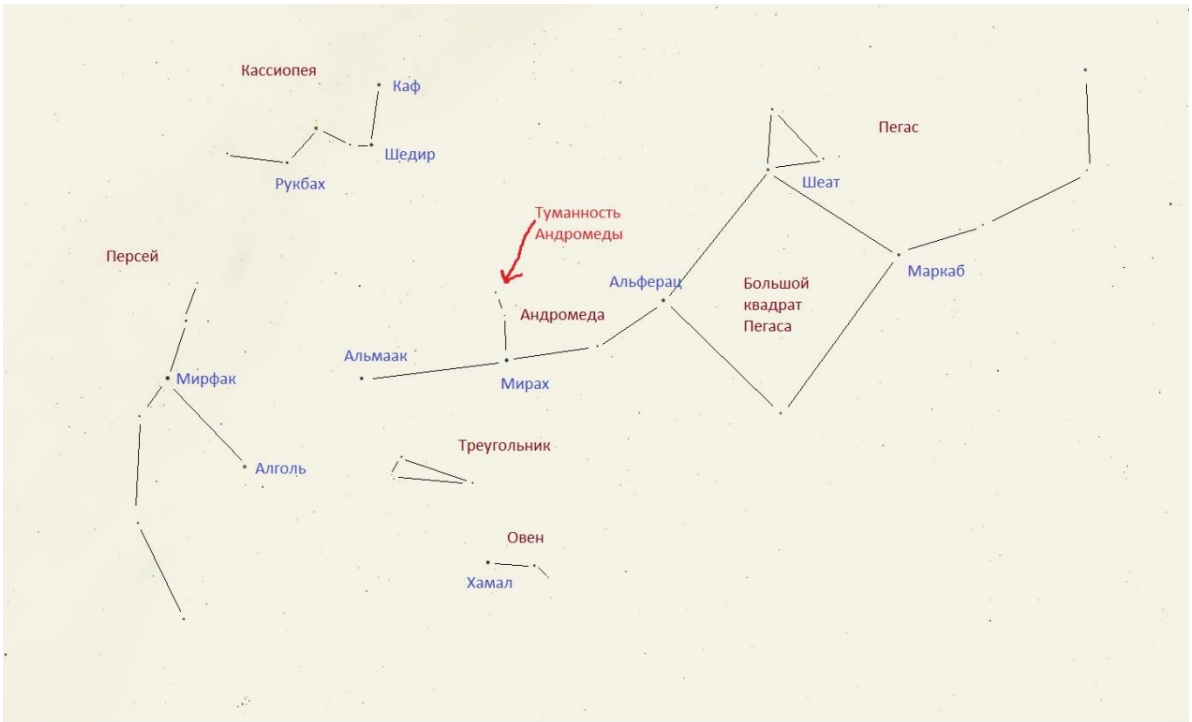 Кассиопея
Каф
Шедир
Рукбах
Пегас
Шеат
Туманность
Андромеды
Персей
Маркаб
Альферац
Большой
квадрат
Пегаса
Андромеда
Альмаак
Мирах
Мирфак
Треугольник
Алголь
Овен
Хамал